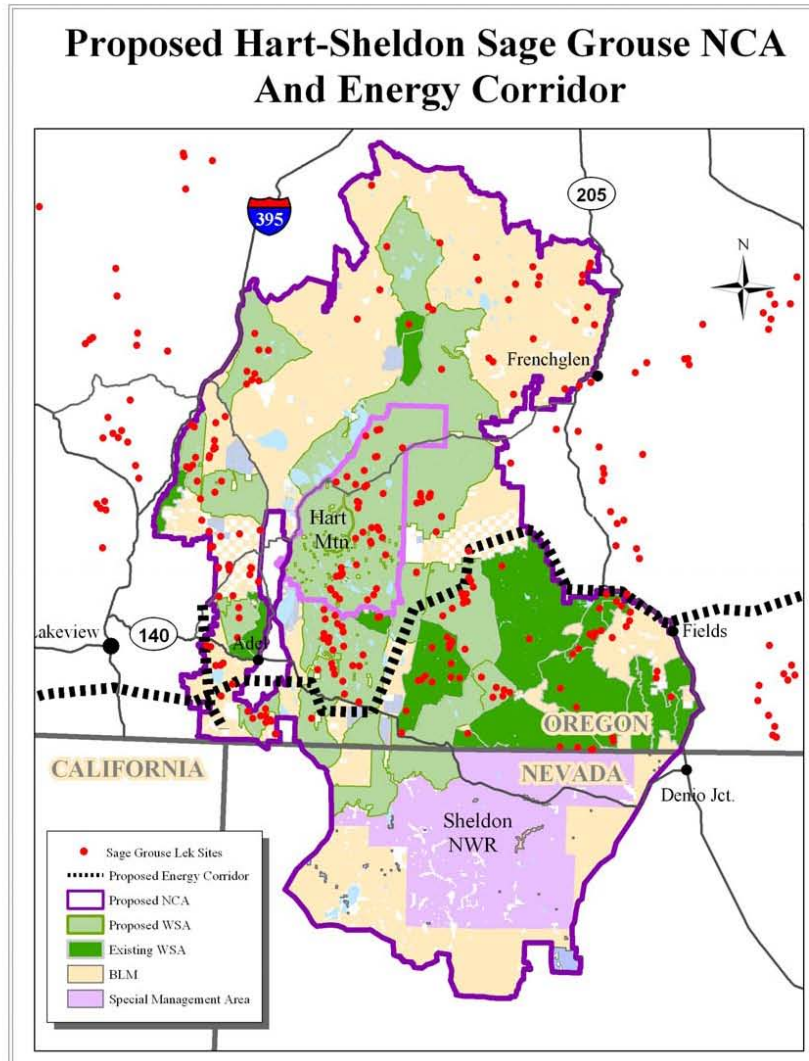 Proposed Hart-Sheldon Sage Grouse NCA
And Energy Corridor
395
205
N
Frenchglen
Hart
Mtn.
Lakeview
140
Adel
Fields
OREGON
CALIFORNIA
NEVADA
Denio Jct.
Sheldon
NWR
Sage Grouse Lek Sites
Proposed Energy Corridor
Proposed NCA
Proposed WSA
Existing WSA
BLM
Special Management Area